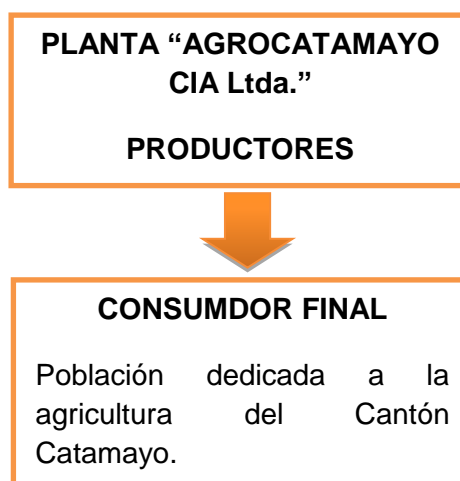 PLANTA “AGROCATAMAYO
CIA Ltda.”
PRODUCTORES
CONSUMDOR FINAL
Población dedicada a la
agricultura del Cantón
Catamayo.